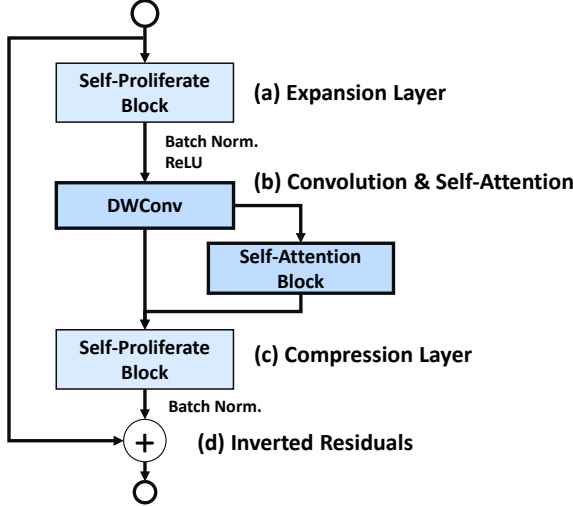 Self-Proliferate
Block
(a) Expansion Layer
Batch Norm.
ReLU
(b) Convolution & Self-Attention
DWConv
Self-Attention
Block
Self-Proliferate
Block
(c) Compression Layer
Batch Norm.
+
(d) Inverted Residuals